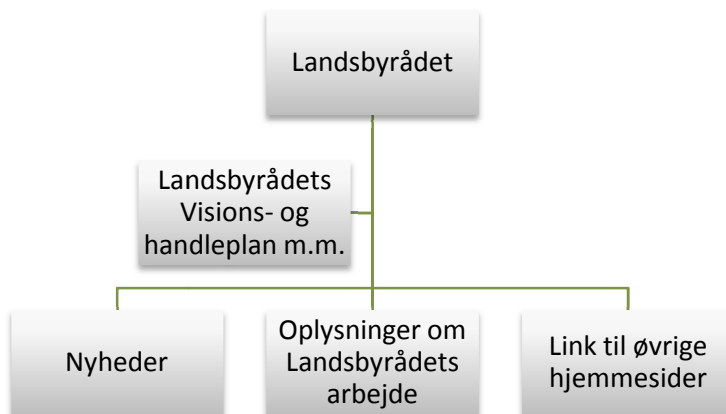 Landsbyrådet
Landsbyrådets
Visions- og
handleplan m.m.
Nyheder
Oplysninger om
Landsbyrådets
arbejde
Link til øvrige
hjemmesider